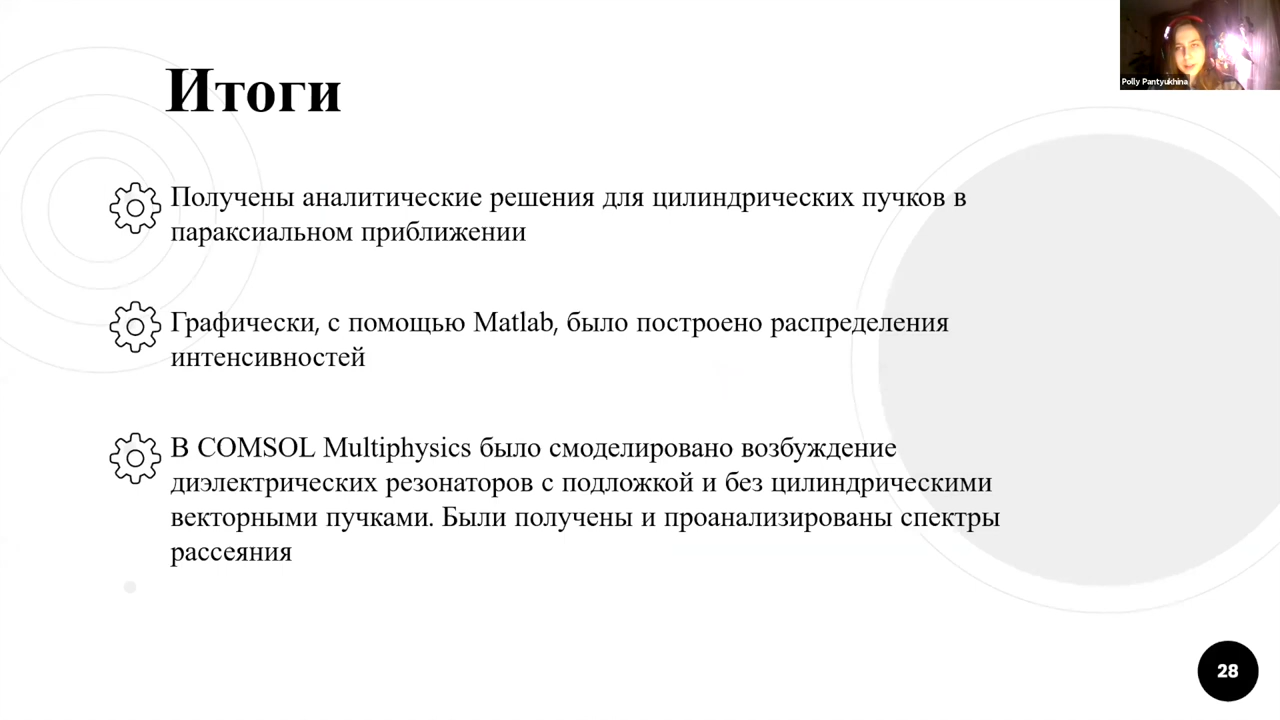 Итоги
Polly Pantyukhina
Получены аналитические решения для цилиндрических пучков в
параксиальном приближении
Графически, с помощью Matlab, было построено распределения
интенсивностей
В COMSOL Multiphysics было смоделировано возбуждение
диэлектрических резонаторов с подложкой и без цилиндрическими
векторными пучками. Были получены и проанализированы спектры
рассеяния
28